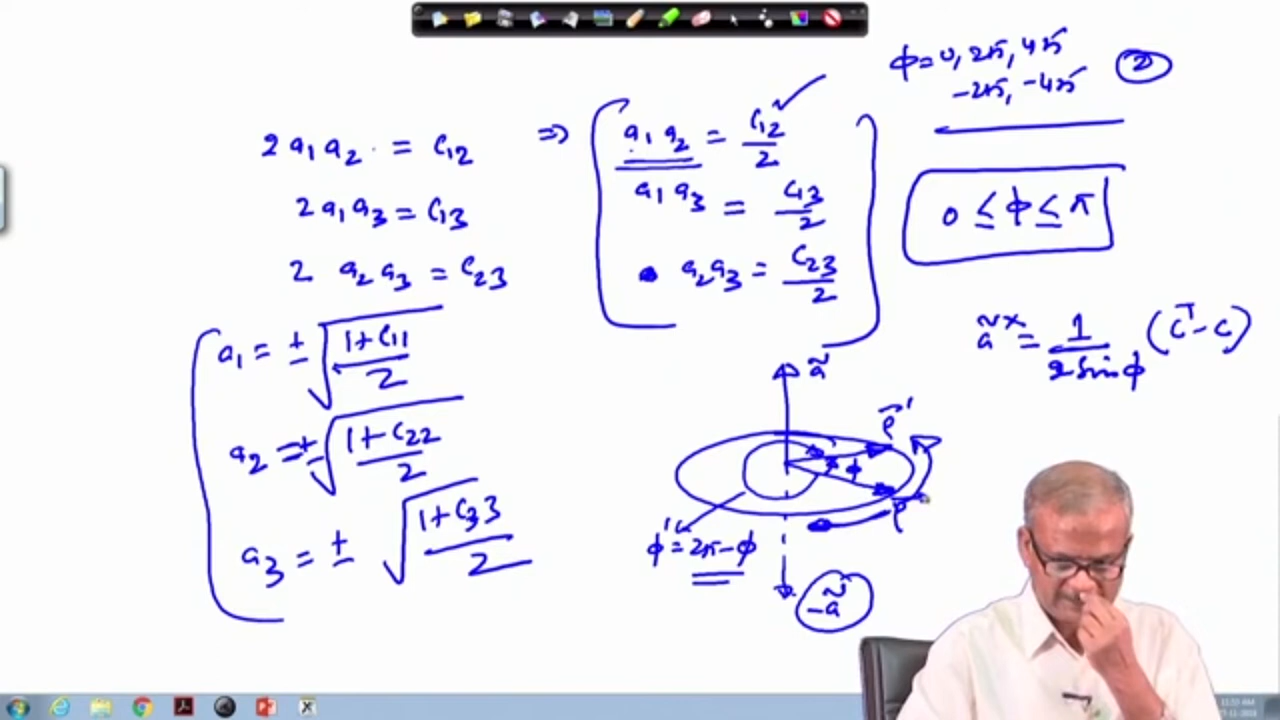 φ = 0, 2π, 4π
-2π, -4π
②
2 a₁ a₂ = C₁₂
⇒ a₁ a₂ = C₁₂/2
2 a₁ a₃ = C₁₃
a₁ a₃ = C₁₃/2
2 a₂ a₃ = C₂₃
a₂ a₃ = C₂₃/2
0 ≤ φ ≤ π
a₁ = ± √((1 + C₁₁)/2)
a₂ = ± √((1 + C₂₂)/2)
a₃ = ± √((1 + C₃₃)/2)
ã^× = 1/(2 sin φ) (Cᵀ - C)
ã
ρ⃗'
φ
ρ
φ' = 2π - φ
-ã